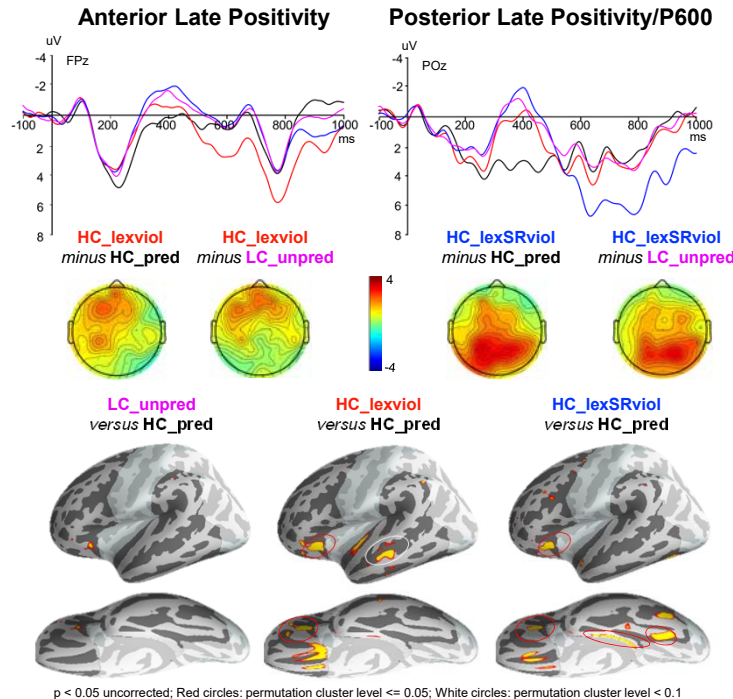 Anterior Late Positivity
Posterior Late Positivity/P600
uV
FPz
-4
-2
-100
200
400
600
800
1000
ms
2
4
6
8
uV
POz
-4
-2
-100
200
400
600
800
1000
ms
2
4
6
8
HC_lexviol
minus HC_pred
HC_lexviol
minus LC_unpred
HC_lexSRviol
minus HC_pred
HC_lexSRviol
minus LC_unpred
4
-4
LC_unpred
versus HC_pred
HC_lexviol
versus HC_pred
HC_lexSRviol
versus HC_pred
p < 0.05 uncorrected; Red circles: permutation cluster level <= 0.05; White circles: permutation cluster level < 0.1